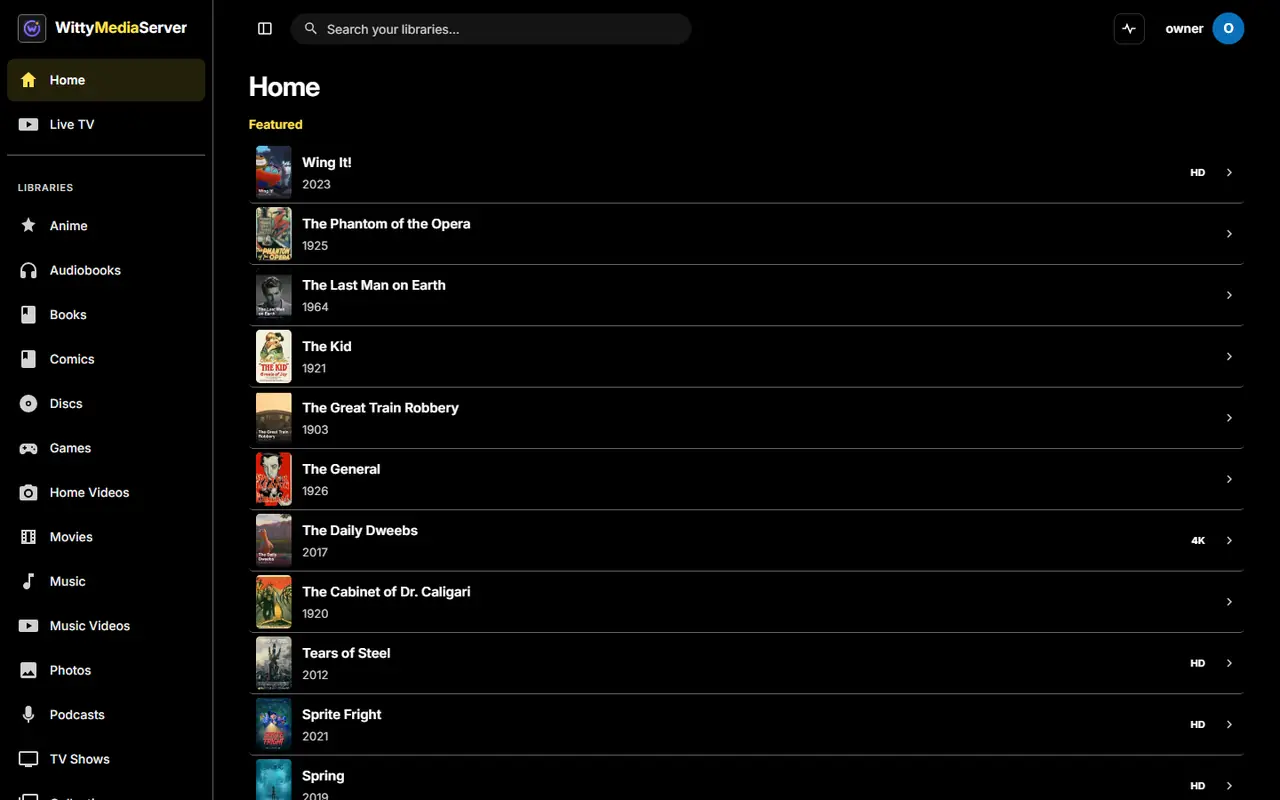 WittyMediaServer
Search your libraries...
owner
O
Home
Live TV
LIBRARIES
Anime
Audiobooks
Books
Comics
Discs
Games
Home Videos
Movies
Music
Music Videos
Photos
Podcasts
TV Shows
Home
Featured
Wing It!
2023
HD
The Phantom of the Opera
1925
The Last Man on Earth
1964
The Kid
1921
The Great Train Robbery
1903
The General
1926
The Daily Dweebs
2017
4K
The Cabinet of Dr. Caligari
1920
Tears of Steel
2012
HD
Sprite Fright
2021
HD
Spring
2019
HD